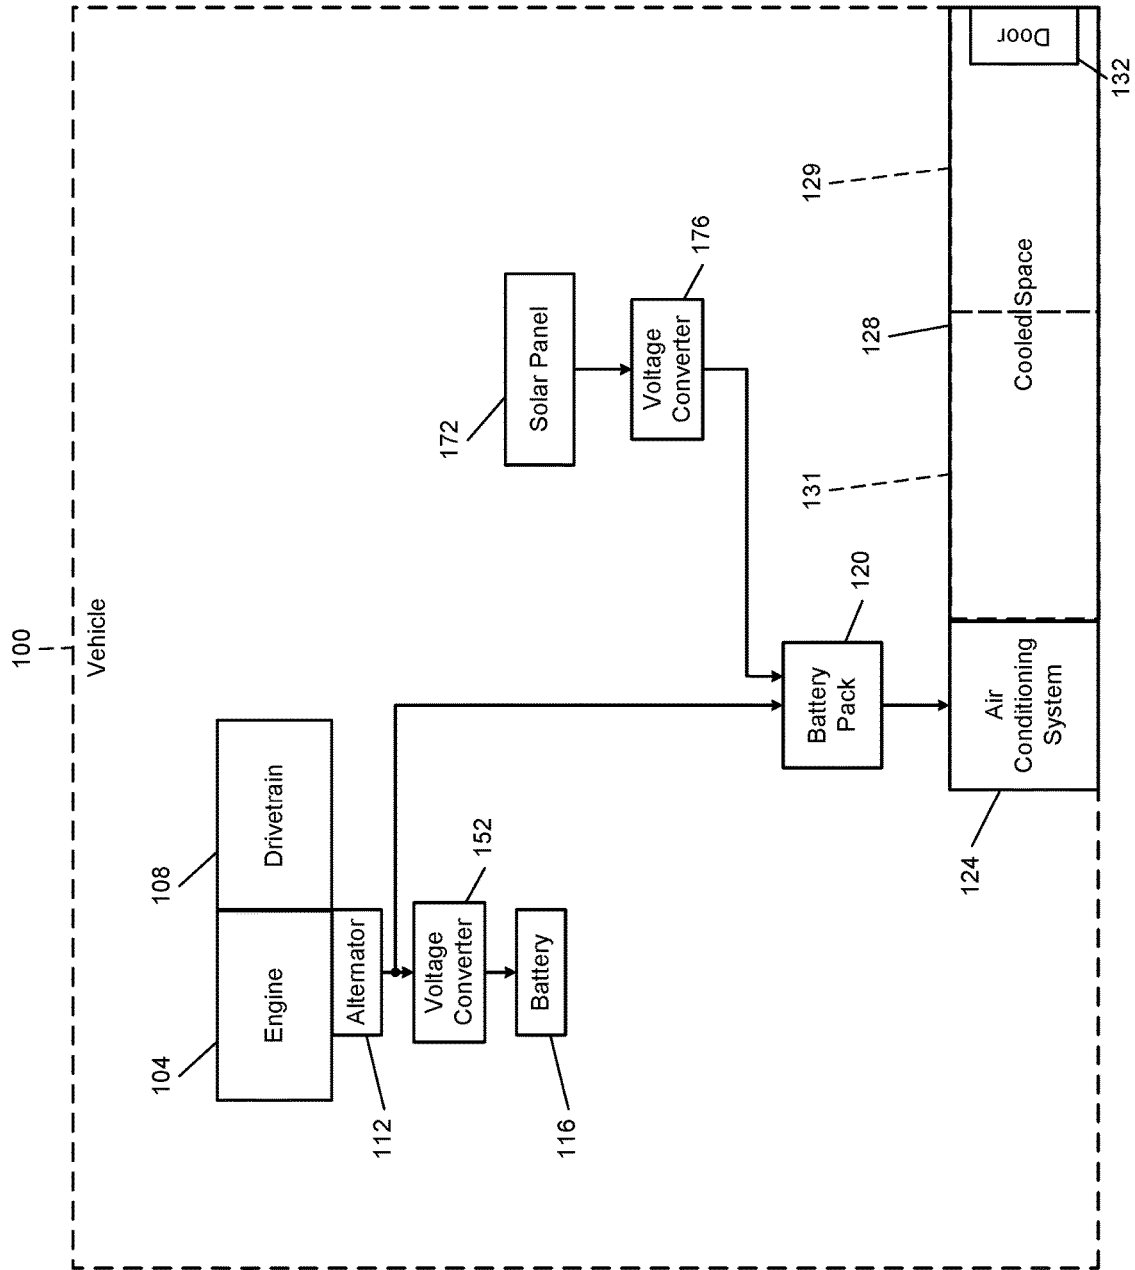 100
Vehicle
104
108
Engine
Drivetrain
Alternator
112
Voltage
Converter
152
Battery
116
172
Solar Panel
Voltage
Converter
176
Battery
Pack
120
Air
Conditioning
System
124
131
128
129
Cooled Space
Door
132